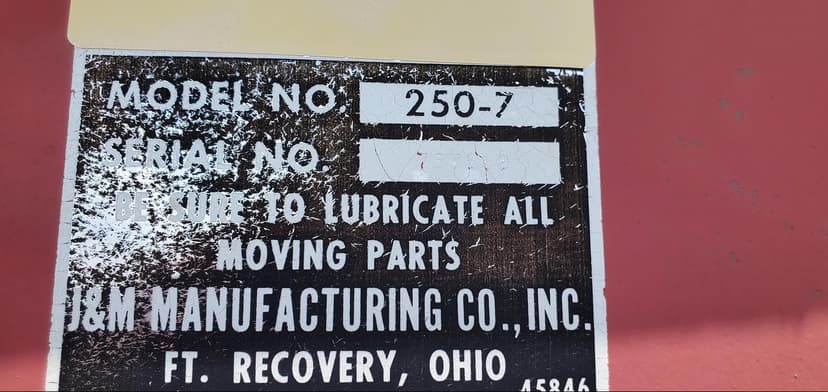 MODEL NO. 250-7
SERIAL NO.
BE SURE TO LUBRICATE ALL
MOVING PARTS
J&M MANUFACTURING CO., INC.
FT. RECOVERY, OHIO
45846